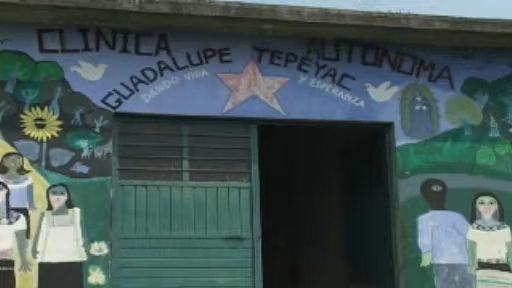 CLINICA AUTONOMA
GUADALUPE TEPEYAC
DANDO VIDA Y ESPERANZA